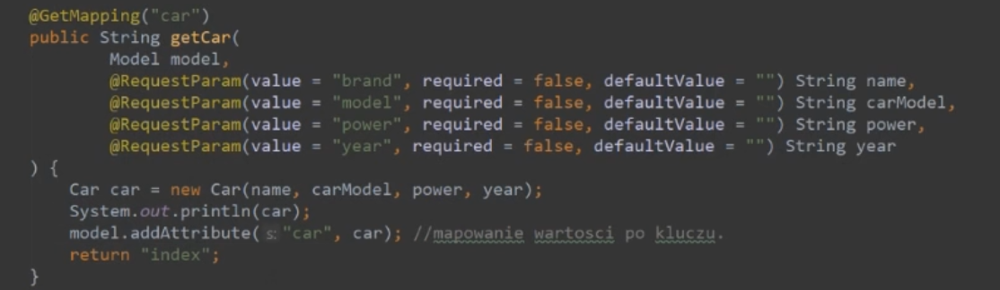 @GetMapping("car")
public String getCar(
Model model,
@RequestParam(value = "brand", required = false, defaultValue = "") String name,
@RequestParam(value = "model", required = false, defaultValue = "") String carModel,
@RequestParam(value = "power", required = false, defaultValue = "") String power,
@RequestParam(value = "year", required = false, defaultValue = "") String year
) {
Car car = new Car(name, carModel, power, year);
System.out.println(car);
model.addAttribute( s: "car", car); //mapowanie wartosci po kluczu.
return "index";
}